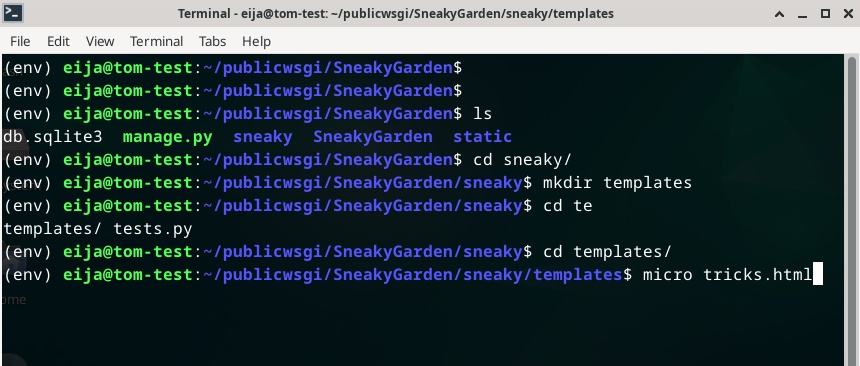 Terminal - eija@tom-test: ~/publicwsgi/SneakyGarden/sneaky/templates
File Edit View Terminal Tabs Help
(env) eija@tom-test:~/publicwsgi/SneakyGarden$
(env) eija@tom-test:~/publicwsgi/SneakyGarden$
(env) eija@tom-test:~/publicwsgi/SneakyGarden$ ls
db.sqlite3 manage.py sneaky SneakyGarden static
(env) eija@tom-test:~/publicwsgi/SneakyGarden$ cd sneaky/
(env) eija@tom-test:~/publicwsgi/SneakyGarden/sneaky$ mkdir templates
(env) eija@tom-test:~/publicwsgi/SneakyGarden/sneaky$ cd te
templates/ tests.py
(env) eija@tom-test:~/publicwsgi/SneakyGarden/sneaky$ cd templates/
(env) eija@tom-test:~/publicwsgi/SneakyGarden/sneaky/templates$ micro tricks.html